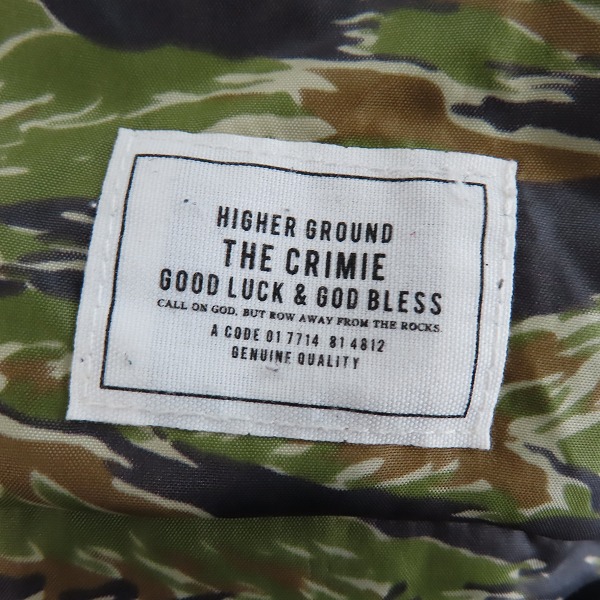 HIGHER GROUND
THE CRIMIE
GOOD LUCK & GOD BLESS
CALL ON GOD, BUT ROW AWAY FROM THE ROCKS.
A CODE 01 7714 81 4812
GENUINE QUALITY